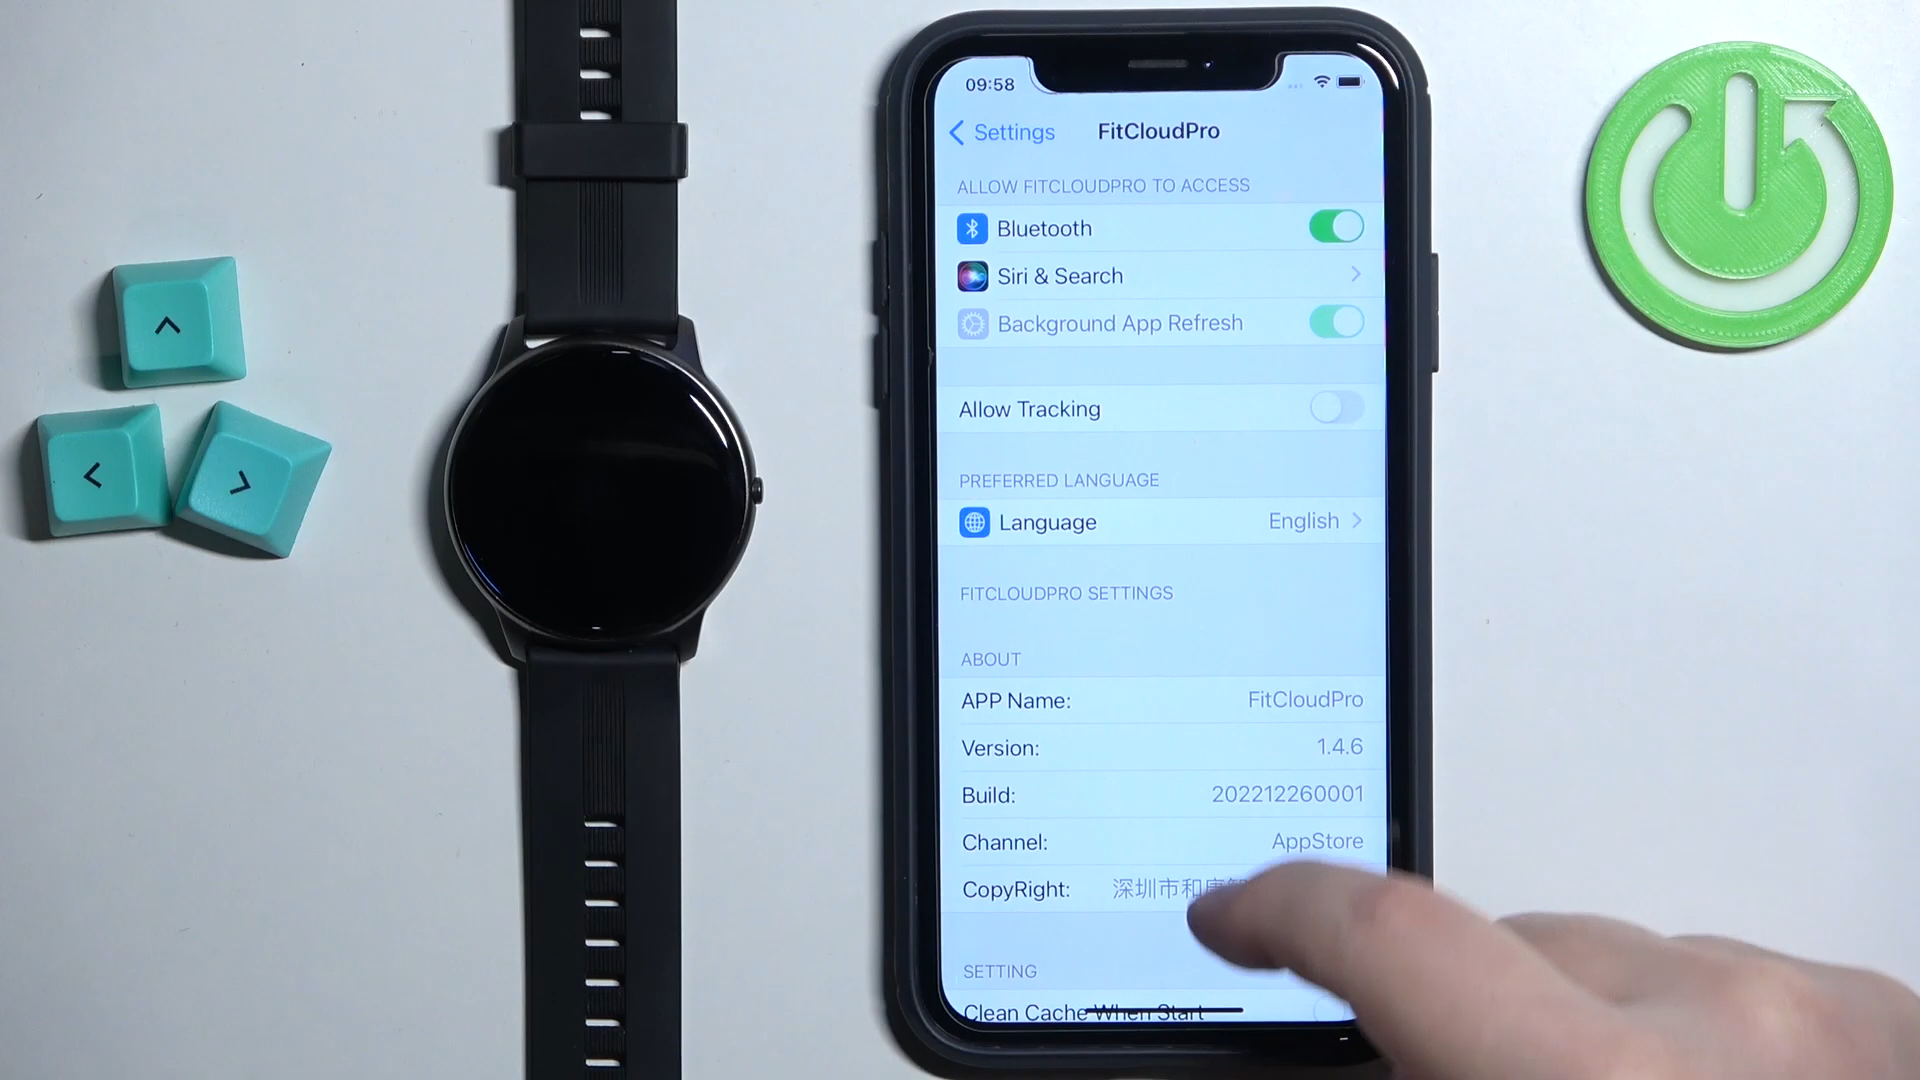 09:58
Settings
FitCloudPro
ALLOW FITCLOUDPRO TO ACCESS
Bluetooth
Siri & Search
Background App Refresh
Allow Tracking
PREFERRED LANGUAGE
Language English
FITCLOUDPRO SETTINGS
ABOUT
APP Name: FitCloudPro
Version: 1.4.6
Build: 202212260001
Channel: AppStore
CopyRight: 深圳市和康
SETTING
Clean Cache When Start